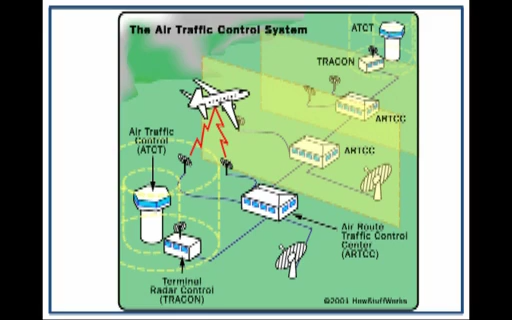 The Air Traffic Control System
ATCT
TRACON
ARTCC
ARTCC
Air Traffic
Control
(ATCT)
Air Route
Traffic Control
Center
(ARTCC)
Terminal
Radar Control
(TRACON)
©2001 HowStuffWorks